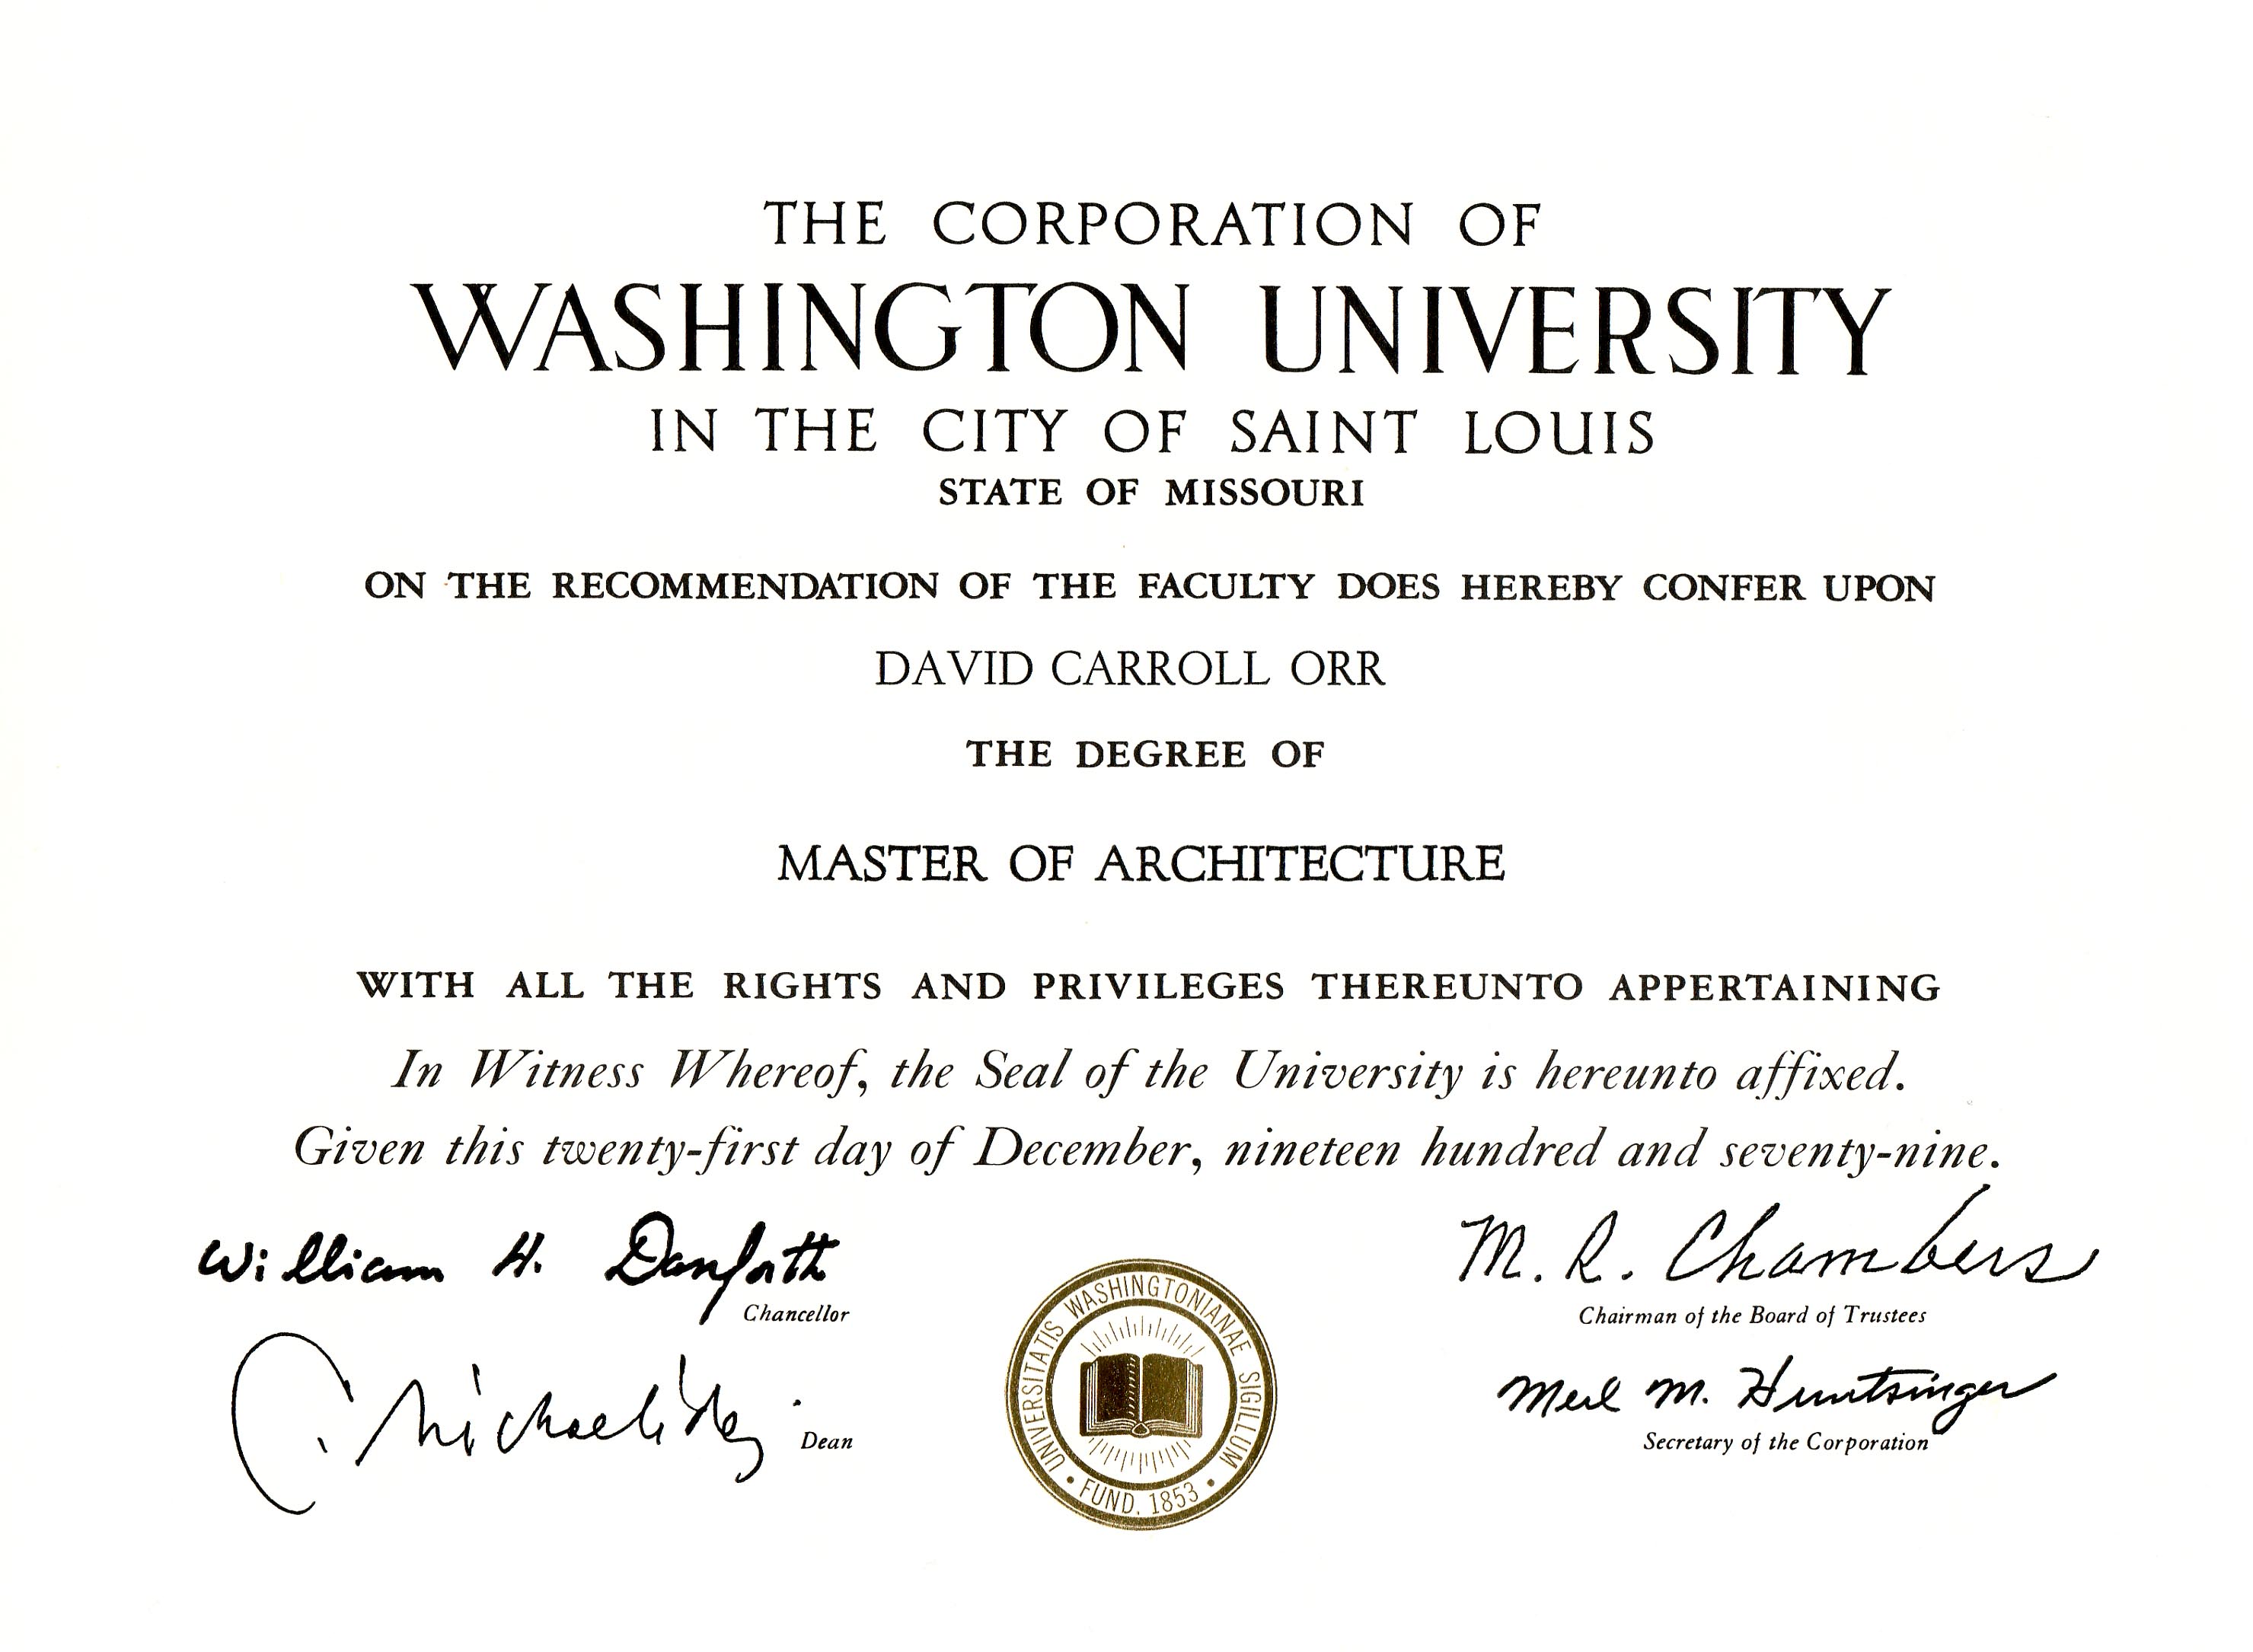 THE CORPORATION OF
WASHINGTON UNIVERSITY
IN THE CITY OF SAINT LOUIS
STATE OF MISSOURI
ON THE RECOMMENDATION OF THE FACULTY DOES HEREBY CONFER UPON
DAVID CARROLL ORR
THE DEGREE OF
MASTER OF ARCHITECTURE
WITH ALL THE RIGHTS AND PRIVILEGES THEREUNTO APPERTAINING
In Witness Whereof, the Seal of the University is hereunto affixed.
Given this twenty-first day of December, nineteen hundred and seventy-nine.
William H. Danforth
Chancellor
M. R. Chambers
Chairman of the Board of Trustees
Michael
Dean
Merl M. Huntsinger
Secretary of the Corporation
UNIVERSITATIS WASHINGTONIANAE SIGILLUM
FUND. 1853